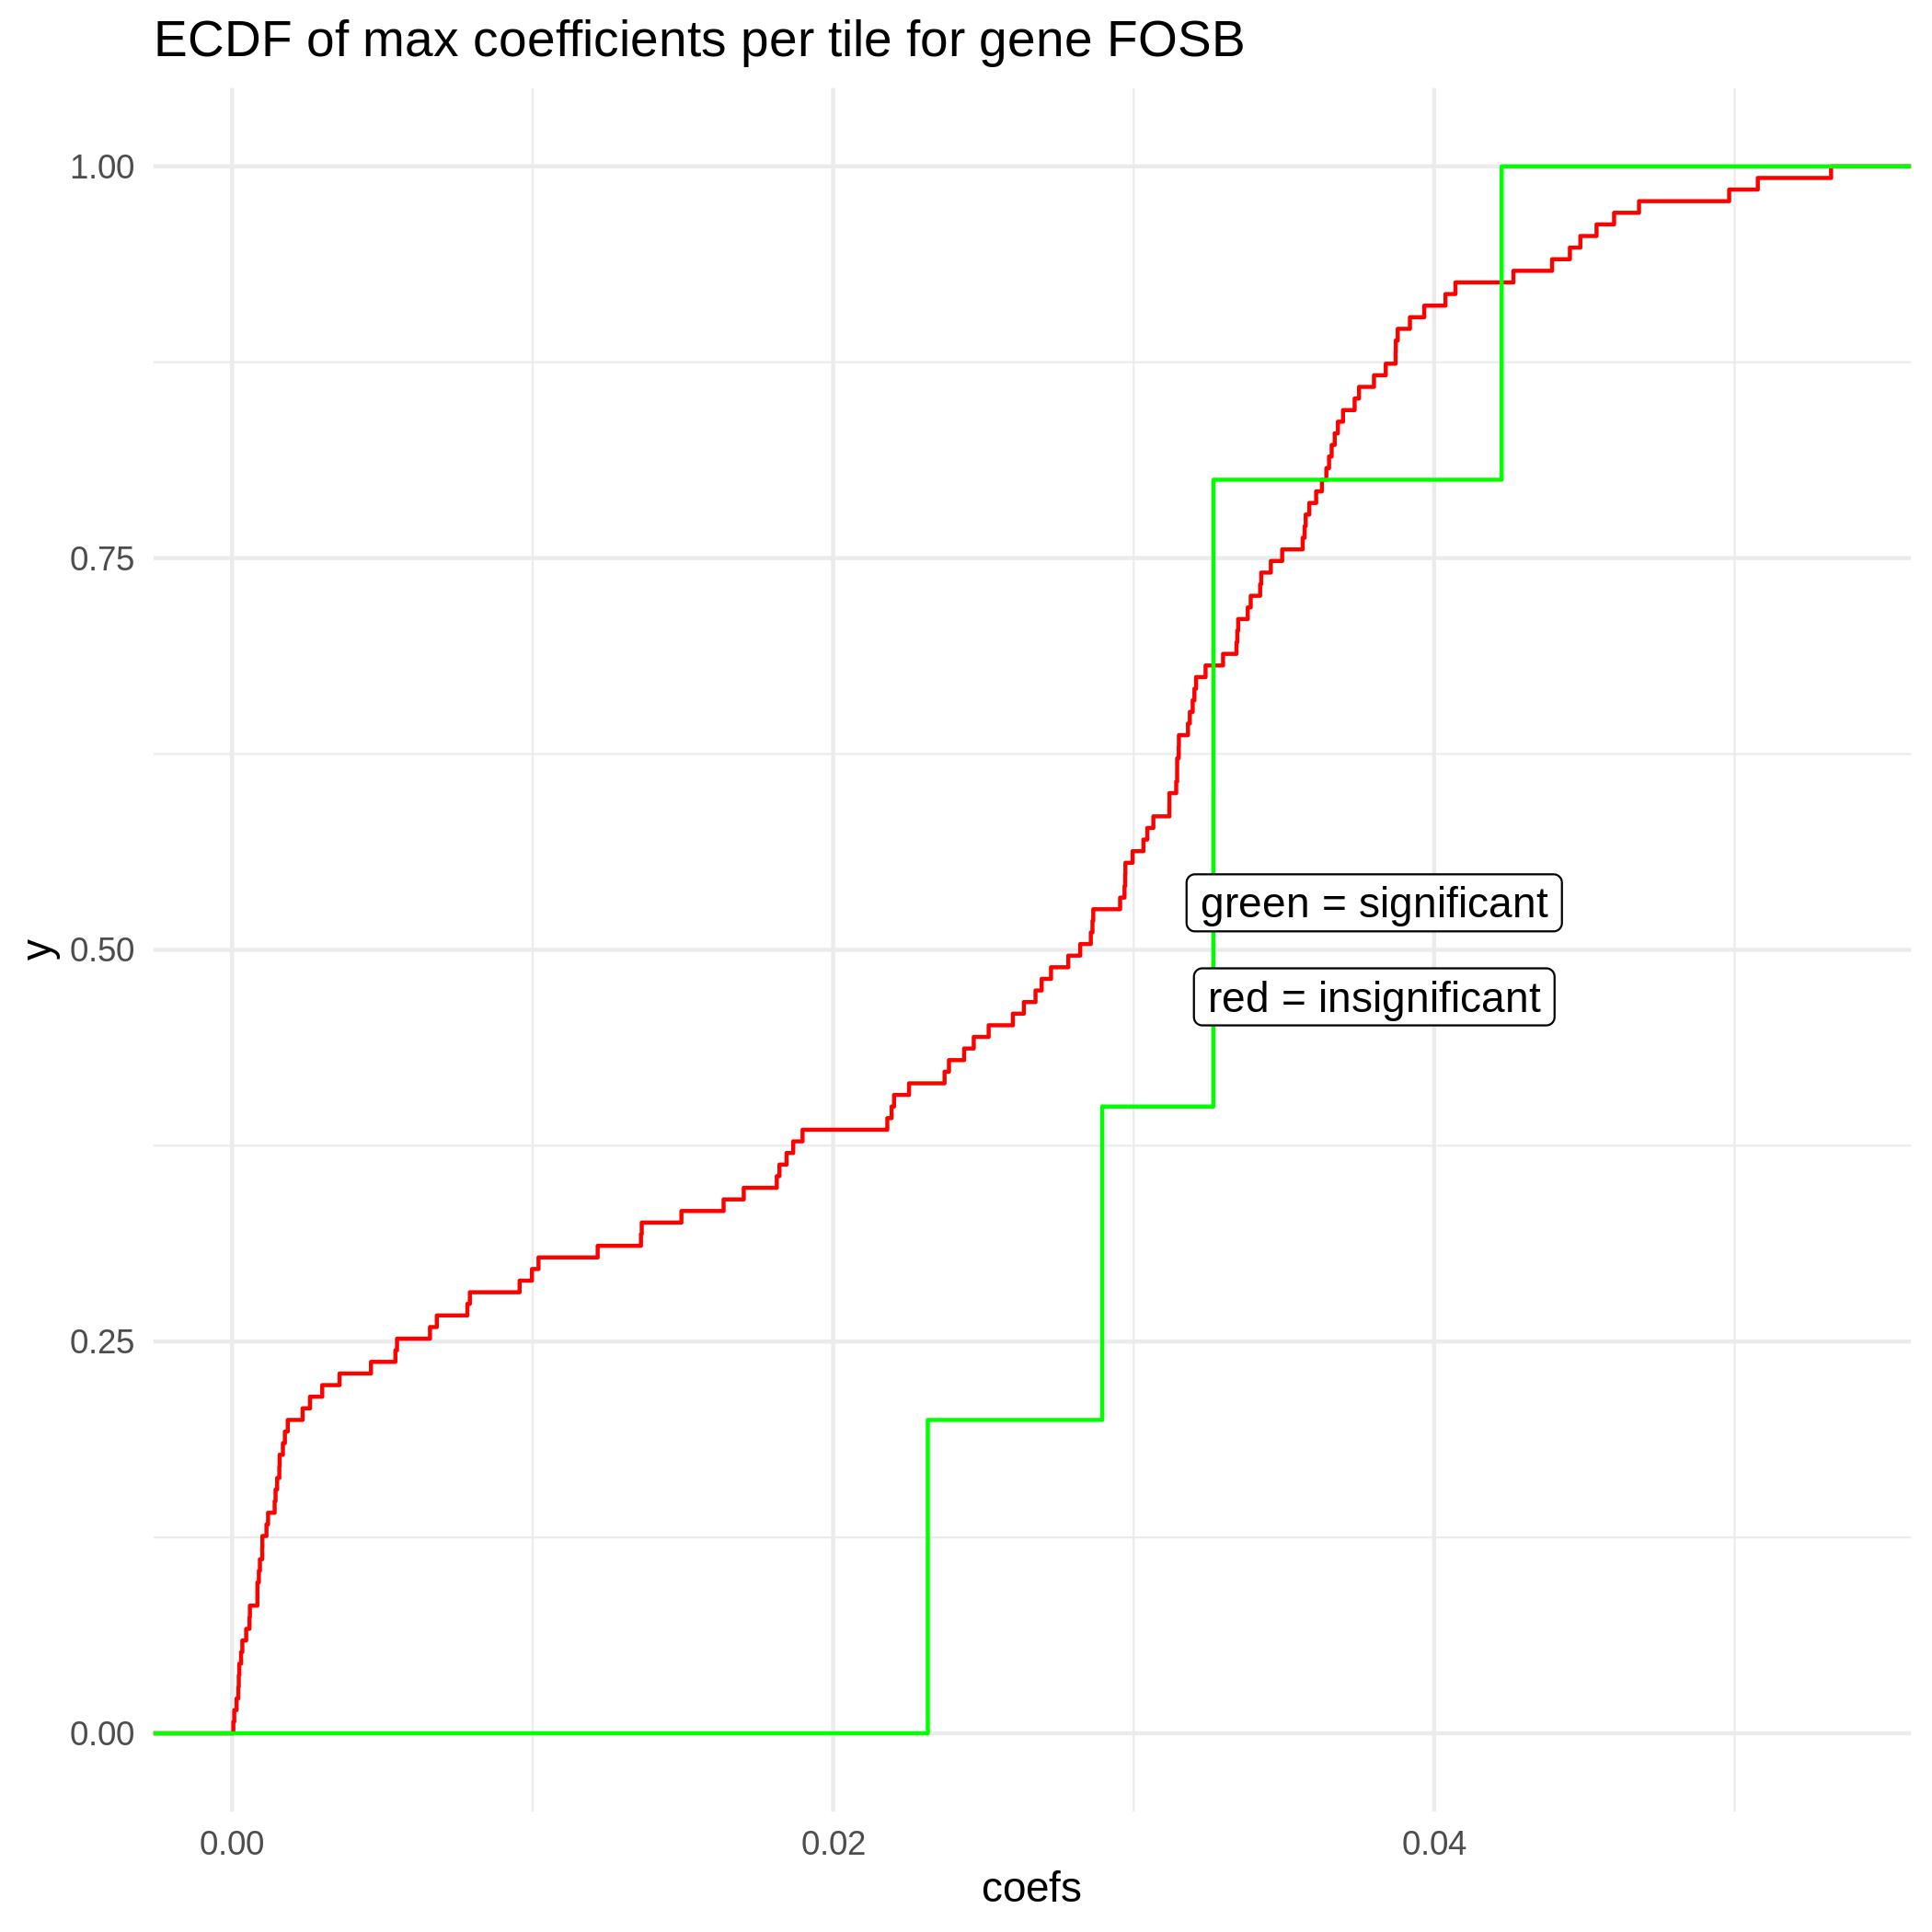 ECDF of max coefficients per tile for gene FOSB
1.00
0.75
0.50
0.25
0.00
y
green = significant
red = insignificant
0.00
0.02
0.04
coefs